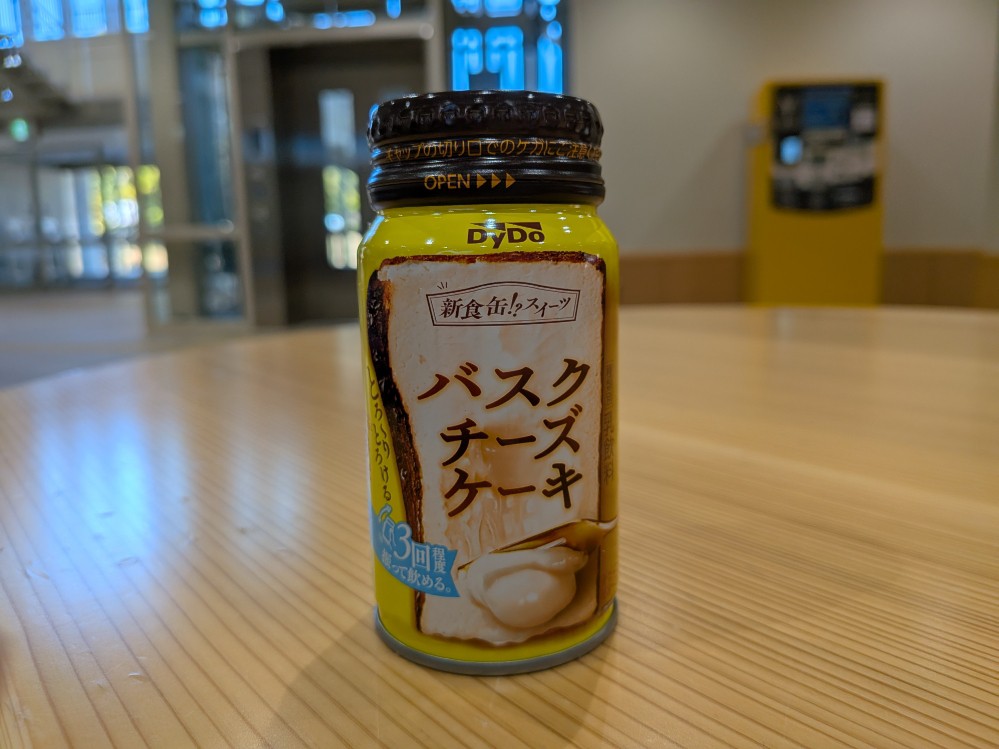 キャップの切り口でのケガにご注意
OPEN
DyDo
新食缶!?スイーツ
バスク
チーズ
ケーキ
とろ〜りとろける
3回程度
振って飲める。